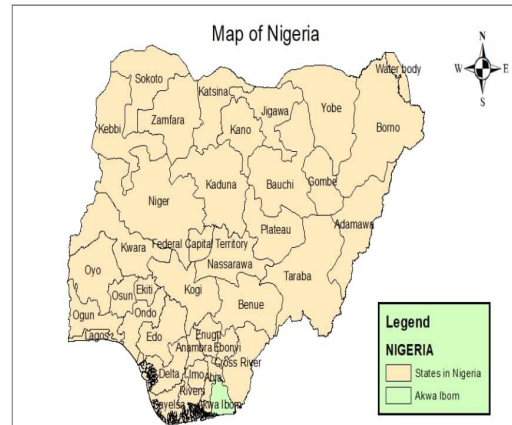 Map of Nigeria
N
W E
S
Water body
Sokoto
Katsina
Jigawa
Yobe
Borno
Kebbi
Zamfara
Kano
Kaduna
Bauchi
Gombe
Niger
Adamawa
Plateau
Kwara
Federal Capital Territory
Nassarawa
Taraba
Oyo
Ekiti
Kogi
Benue
Osun
Ondo
Ogun
Lagos
Edo
Enugu
Anambra
Ebonyi
Cross River
Delta
Imo
Abia
Rivers
Bayelsa
Akwa Ibom
Legend
NIGERIA
States in Nigeria
Akwa Ibom